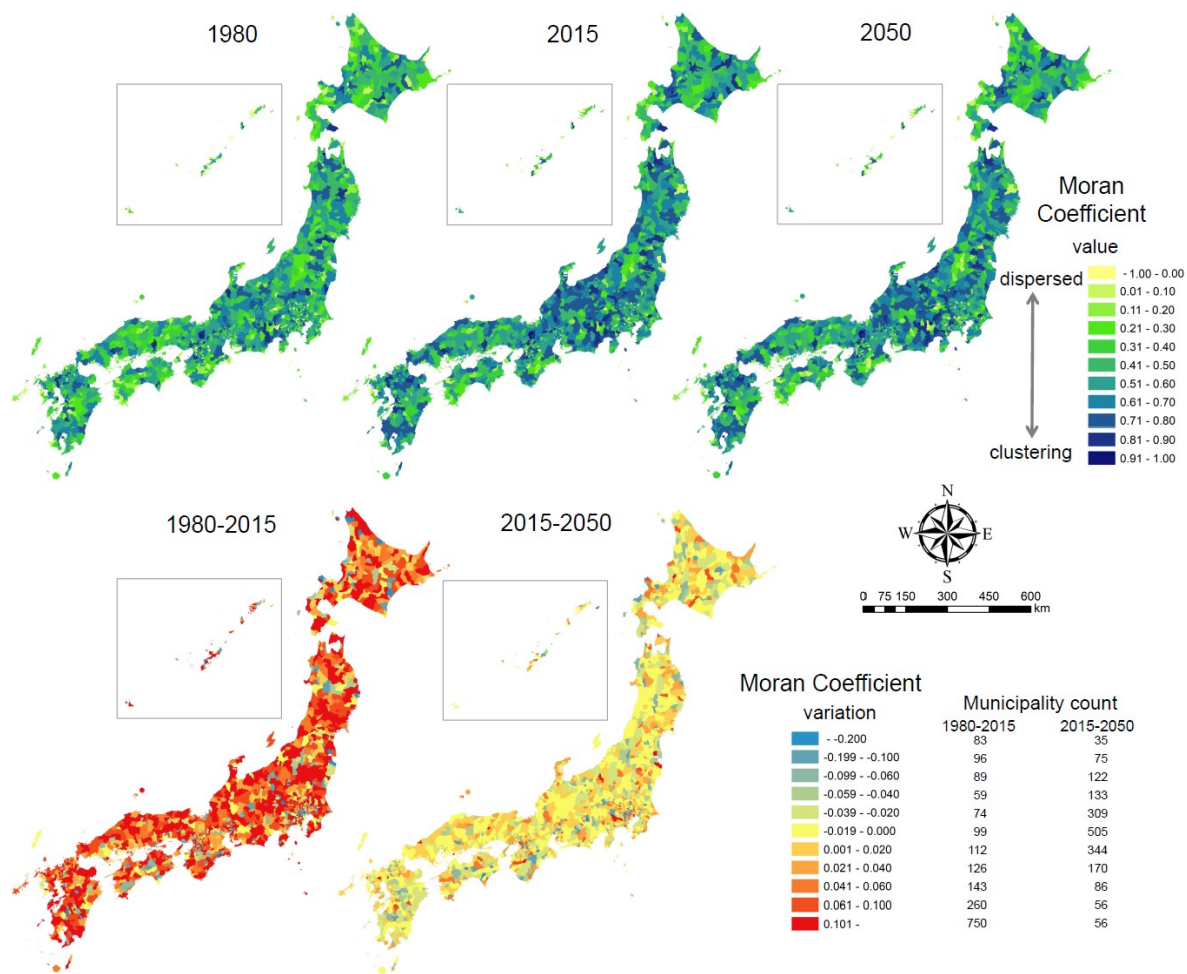 1980
2015
2050
Moran
Coefficient
value
dispersed
clustering
- 1.00 - 0.00
0.01 - 0.10
0.11 - 0.20
0.21 - 0.30
0.31 - 0.40
0.41 - 0.50
0.51 - 0.60
0.61 - 0.70
0.71 - 0.80
0.81 - 0.90
0.91 - 1.00
1980-2015
2015-2050
N
W E
S
0 75 150 300 450 600
km
Moran Coefficient
variation
Municipality count
1980-2015 2015-2050
- -0.200 83 35
-0.199 - -0.100 96 75
-0.099 - -0.060 89 122
-0.059 - -0.040 59 133
-0.039 - -0.020 74 309
-0.019 - 0.000 99 505
0.001 - 0.020 112 344
0.021 - 0.040 126 170
0.041 - 0.060 143 86
0.061 - 0.100 260 56
0.101 - 750 56